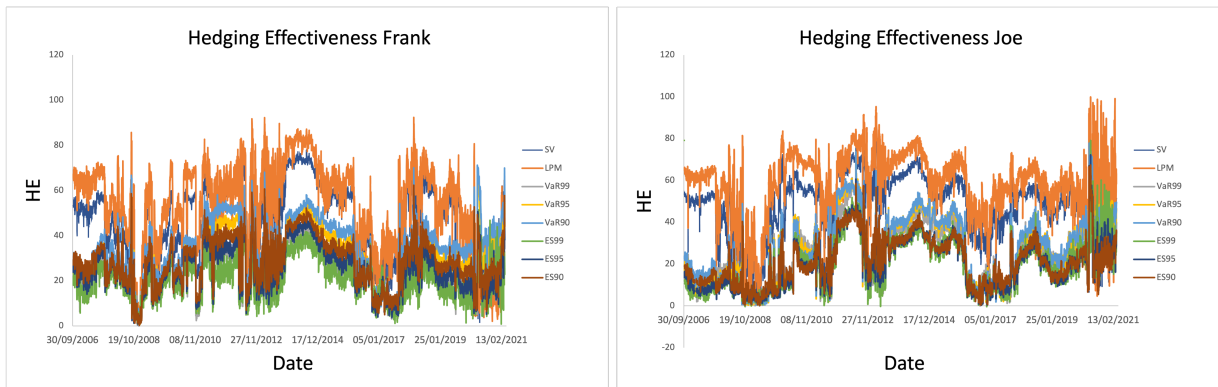 Hedging Effectiveness Frank
120
100
80
60
40
20
0
HE
30/09/2006 19/10/2008 08/11/2010 27/11/2012 17/12/2014 05/01/2017 25/01/2019 13/02/2021
Date
SV
LPM
VaR99
VaR95
VaR90
ES99
ES95
ES90
Hedging Effectiveness Joe
120
100
80
60
40
20
0
-20
HE
30/09/2006 19/10/2008 08/11/2010 27/11/2012 17/12/2014 05/01/2017 25/01/2019 13/02/2021
Date
SV
LPM
VaR99
VaR95
VaR90
ES99
ES95
ES90